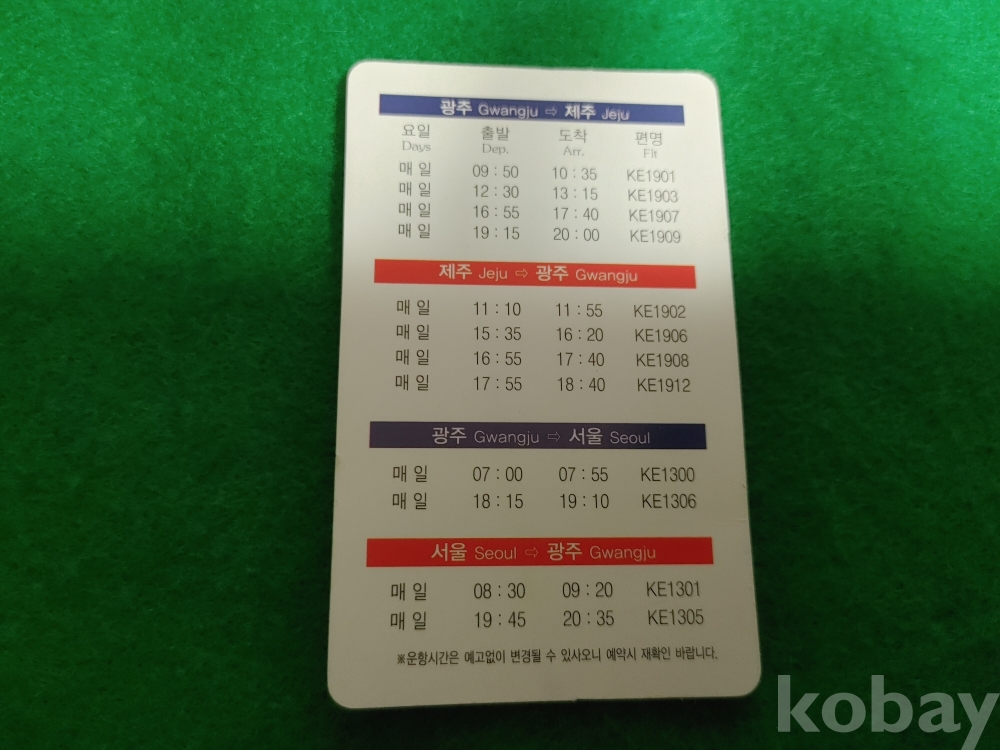 광주 Gwangju ⇨ 제주 Jeju
요일 출발 도착 편명
Days Dep. Arr. Flt
매 일 09 : 50 10 : 35 KE1901
매 일 12 : 30 13 : 15 KE1903
매 일 16 : 55 17 : 40 KE1907
매 일 19 : 15 20 : 00 KE1909
제주 Jeju ⇨ 광주 Gwangju
매 일 11 : 10 11 : 55 KE1902
매 일 15 : 35 16 : 20 KE1906
매 일 16 : 55 17 : 40 KE1908
매 일 17 : 55 18 : 40 KE1912
광주 Gwangju ⇨ 서울 Seoul
매 일 07 : 00 07 : 55 KE1300
매 일 18 : 15 19 : 10 KE1306
서울 Seoul ⇨ 광주 Gwangju
매 일 08 : 30 09 : 20 KE1301
매 일 19 : 45 20 : 35 KE1305
※운항시간은 예고없이 변경될 수 있사오니 예약시 재확인 바랍니다.
kobay